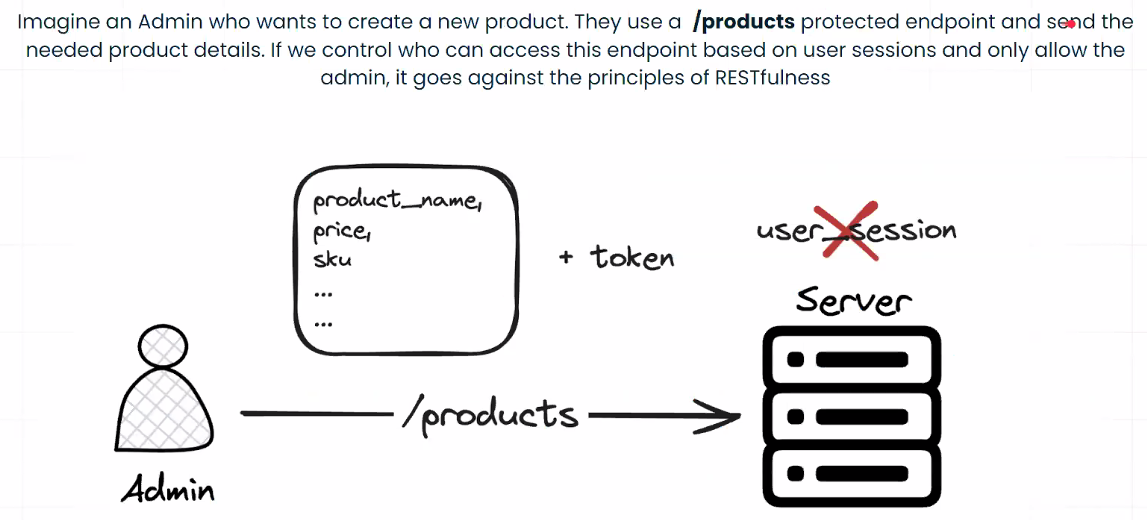 Imagine an Admin who wants to create a new product. They use a /products protected endpoint and send the
needed product details. If we control who can access this endpoint based on user sessions and only allow the
admin, it goes against the principles of RESTfulness
product_name,
price,
sku
...
...
+ token
user_session
Server
/products
Admin